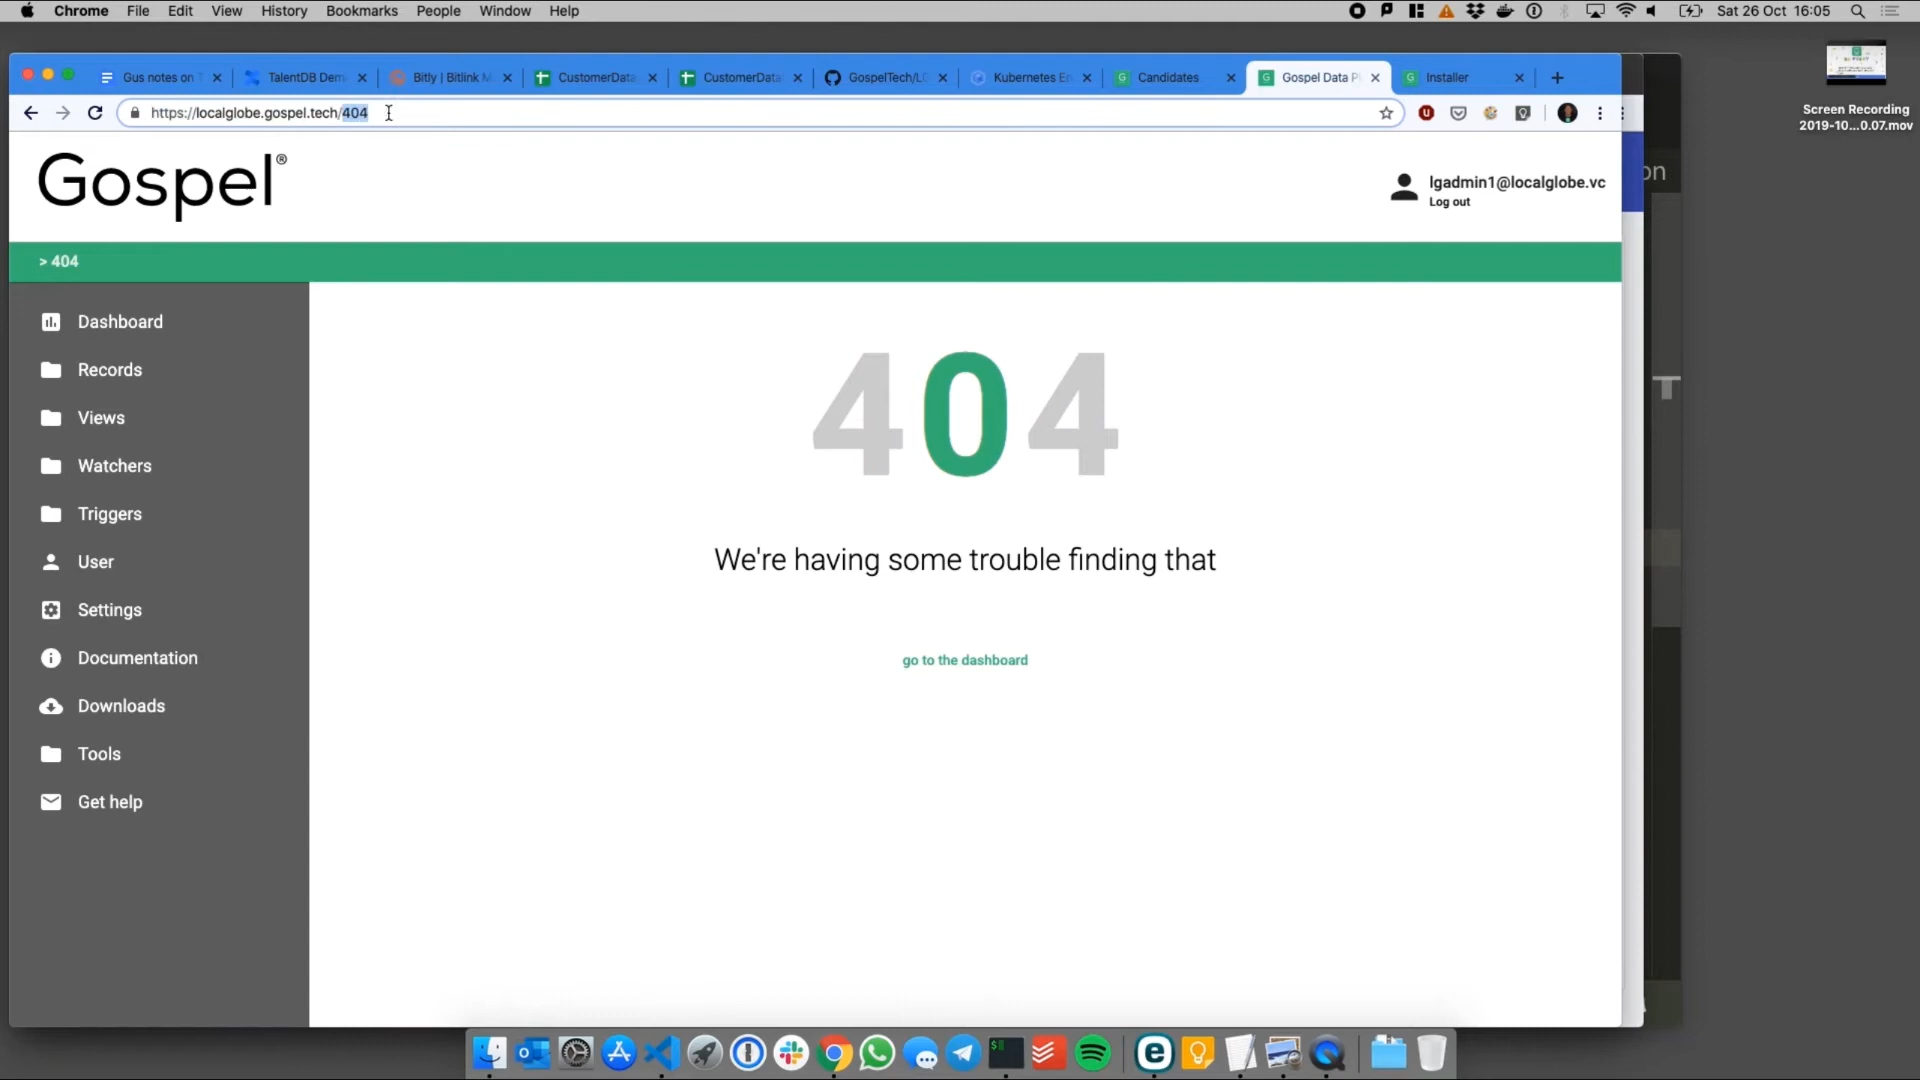 Chrome File Edit View History Bookmarks People Window Help
Sat 26 Oct 16:05
Gus notes on
TalentDB Dem
Bitly | Bitlink M
CustomerData
CustomerData
GospelTech/LG
Kubernetes En
Candidates
Gospel Data Pl
Installer
https://localglobe.gospel.tech/404
Screen Recording
2019-10...0.07.mov
Gospel®
lgadmin1@localglobe.vc
Log out
on
> 404
Dashboard
Records
Views
Watchers
Triggers
User
Settings
Documentation
Downloads
Tools
Get help
404
We're having some trouble finding that
go to the dashboard
T